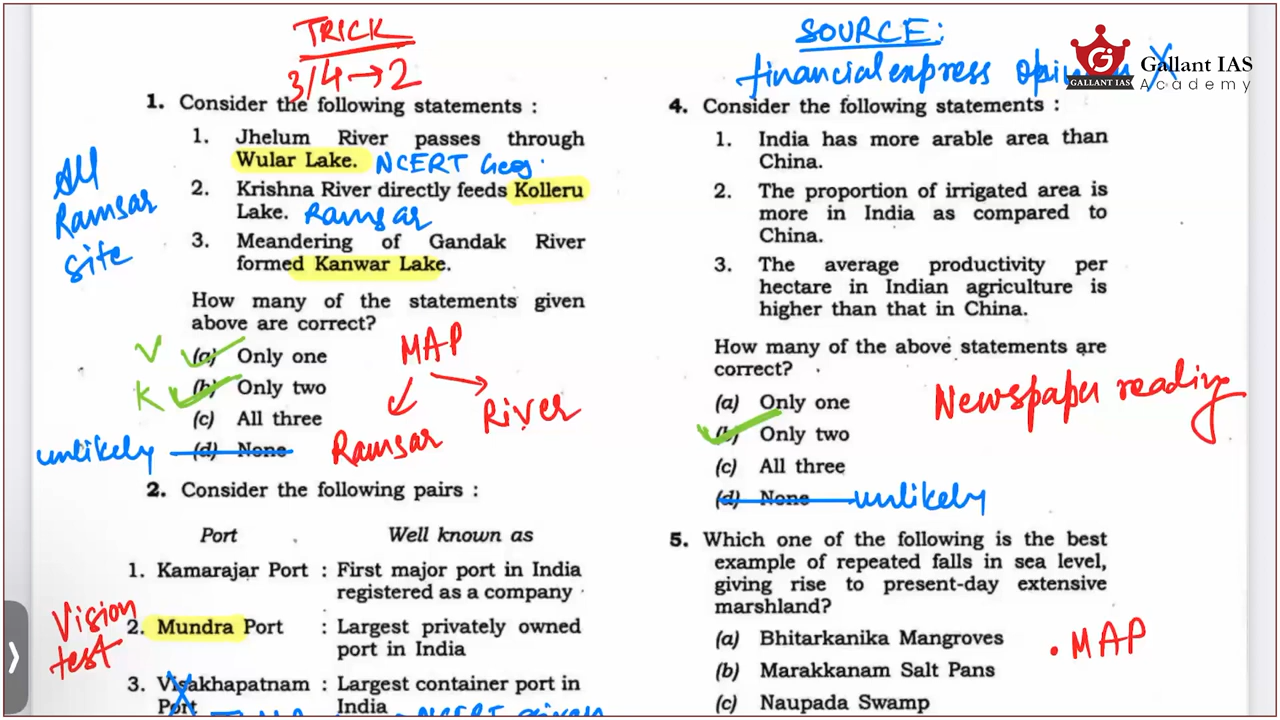 TRICK
3/4 → 2
1. Consider the following statements :
1. Jhelum River passes through
Wular Lake. NCERT Geog.
2. Krishna River directly feeds Kolleru
Lake. Ramsar
3. Meandering of Gandak River
formed Kanwar Lake.
All
Ramsar
site
How many of the statements given
above are correct?
V (a) Only one
K (b) Only two
(c) All three
unlikely (d) None
MAP
Ramsar
River
2. Consider the following pairs :
Port Well known as
1. Kamarajar Port : First major port in India
registered as a company
2. Mundra Port : Largest privately owned
port in India
3. Visakhapatnam : Largest container port in
Port India
Vision
test
NCERT given
SOURCE:
financialexpress
Gallant IAS
Academy
GALLANT IAS
4. Consider the following statements :
1. India has more arable area than
China.
2. The proportion of irrigated area is
more in India as compared to
China.
3. The average productivity per
hectare in Indian agriculture is
higher than that in China.
How many of the above statements are
correct?
(a) Only one
(b) Only two
(c) All three
(d) None unlikely
Newspaper reading
5. Which one of the following is the best
example of repeated falls in sea level,
giving rise to present-day extensive
marshland?
(a) Bhitarkanika Mangroves
(b) Marakkanam Salt Pans
(c) Naupada Swamp
. MAP